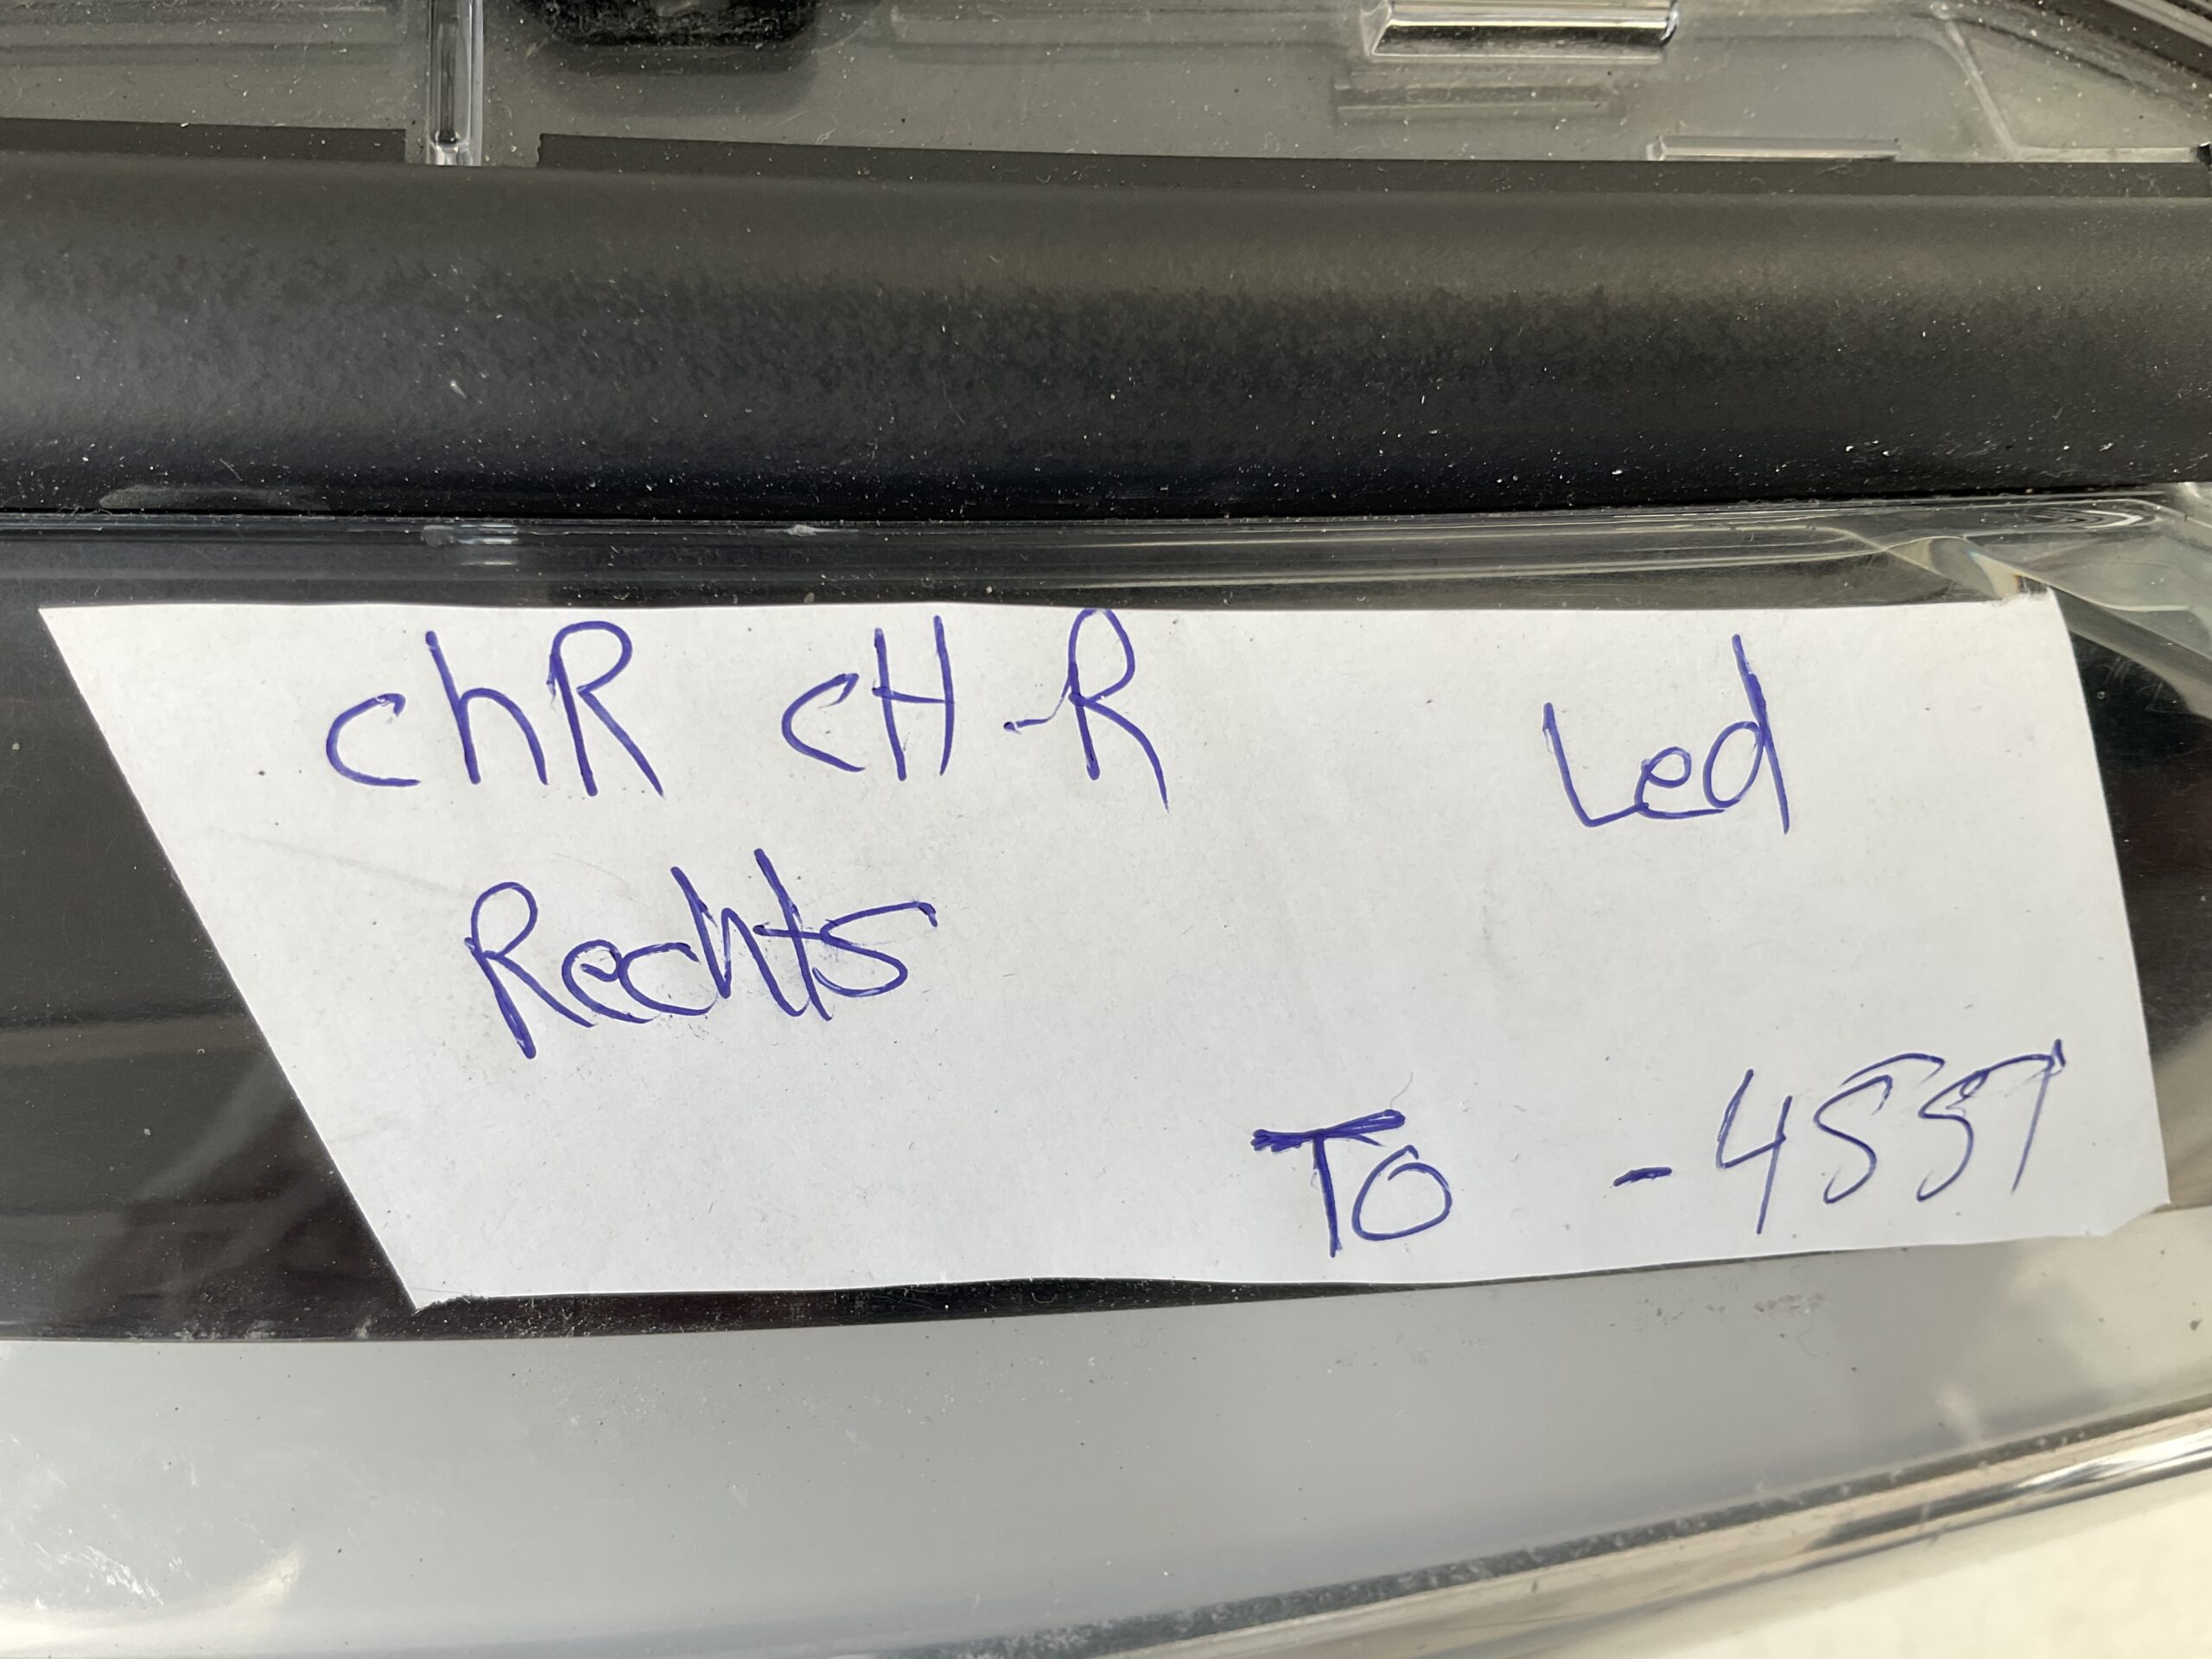 chR cH-R Led
Rechts
To -4557